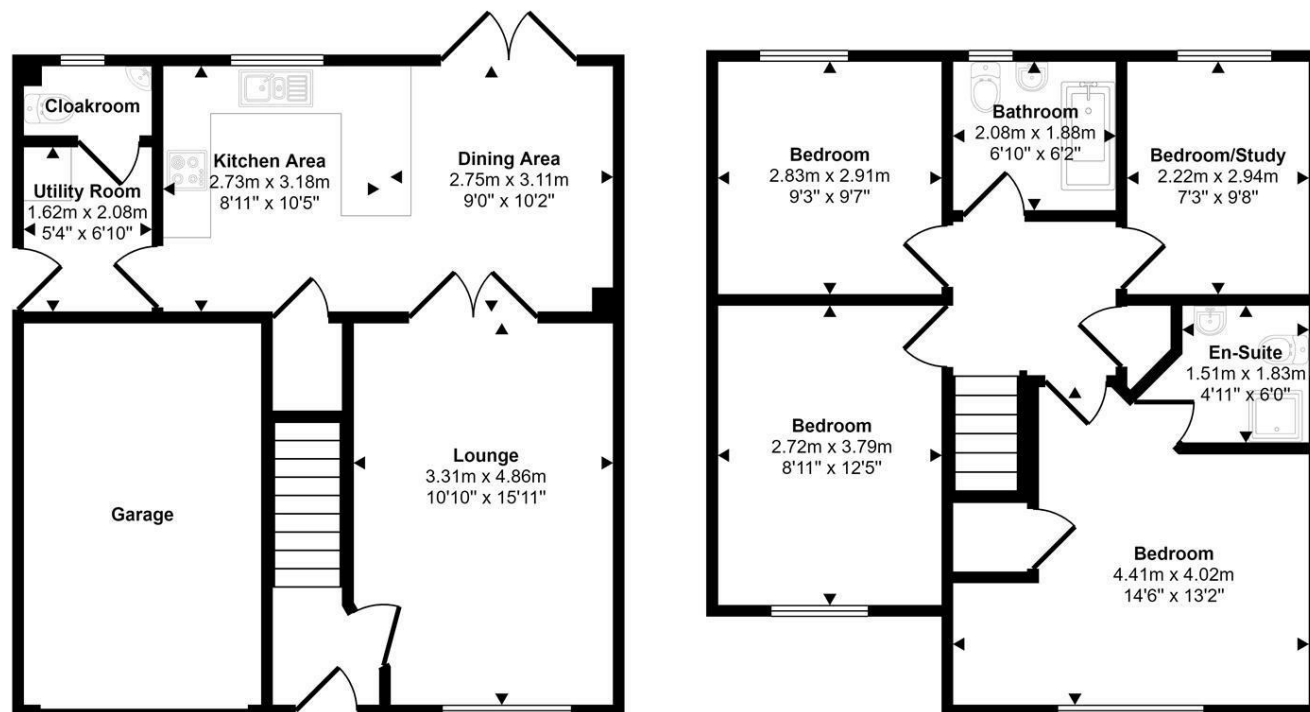 Cloakroom
Utility Room
1.62m x 2.08m
5'4" x 6'10"
Kitchen Area
2.73m x 3.18m
8'11" x 10'5"
Dining Area
2.75m x 3.11m
9'0" x 10'2"
Garage
Lounge
3.31m x 4.86m
10'10" x 15'11"
Bedroom
2.83m x 2.91m
9'3" x 9'7"
Bathroom
2.08m x 1.88m
6'10" x 6'2"
Bedroom/Study
2.22m x 2.94m
7'3" x 9'8"
Bedroom
2.72m x 3.79m
8'11" x 12'5"
En-Suite
1.51m x 1.83m
4'11" x 6'0"
Bedroom
4.41m x 4.02m
14'6" x 13'2"